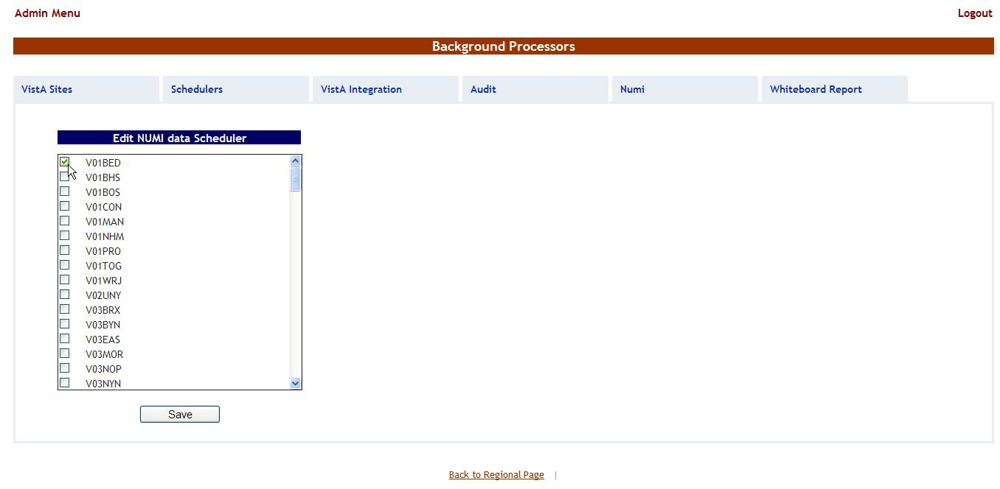 Admin Menu Logout
Background Processors
VistA Sites Schedulers VistA Integration Audit Numi Whiteboard Report
Edit NUMI data Scheduler
V01BED
V01BHS
V01BOS
V01CON
V01MAN
V01NHM
V01PRO
V01TOG
V01WRJ
V02UNY
V03BRX
V03BYN
V03EAS
V03MOR
V03NOP
V03NYN
Save
Back to Regional Page |